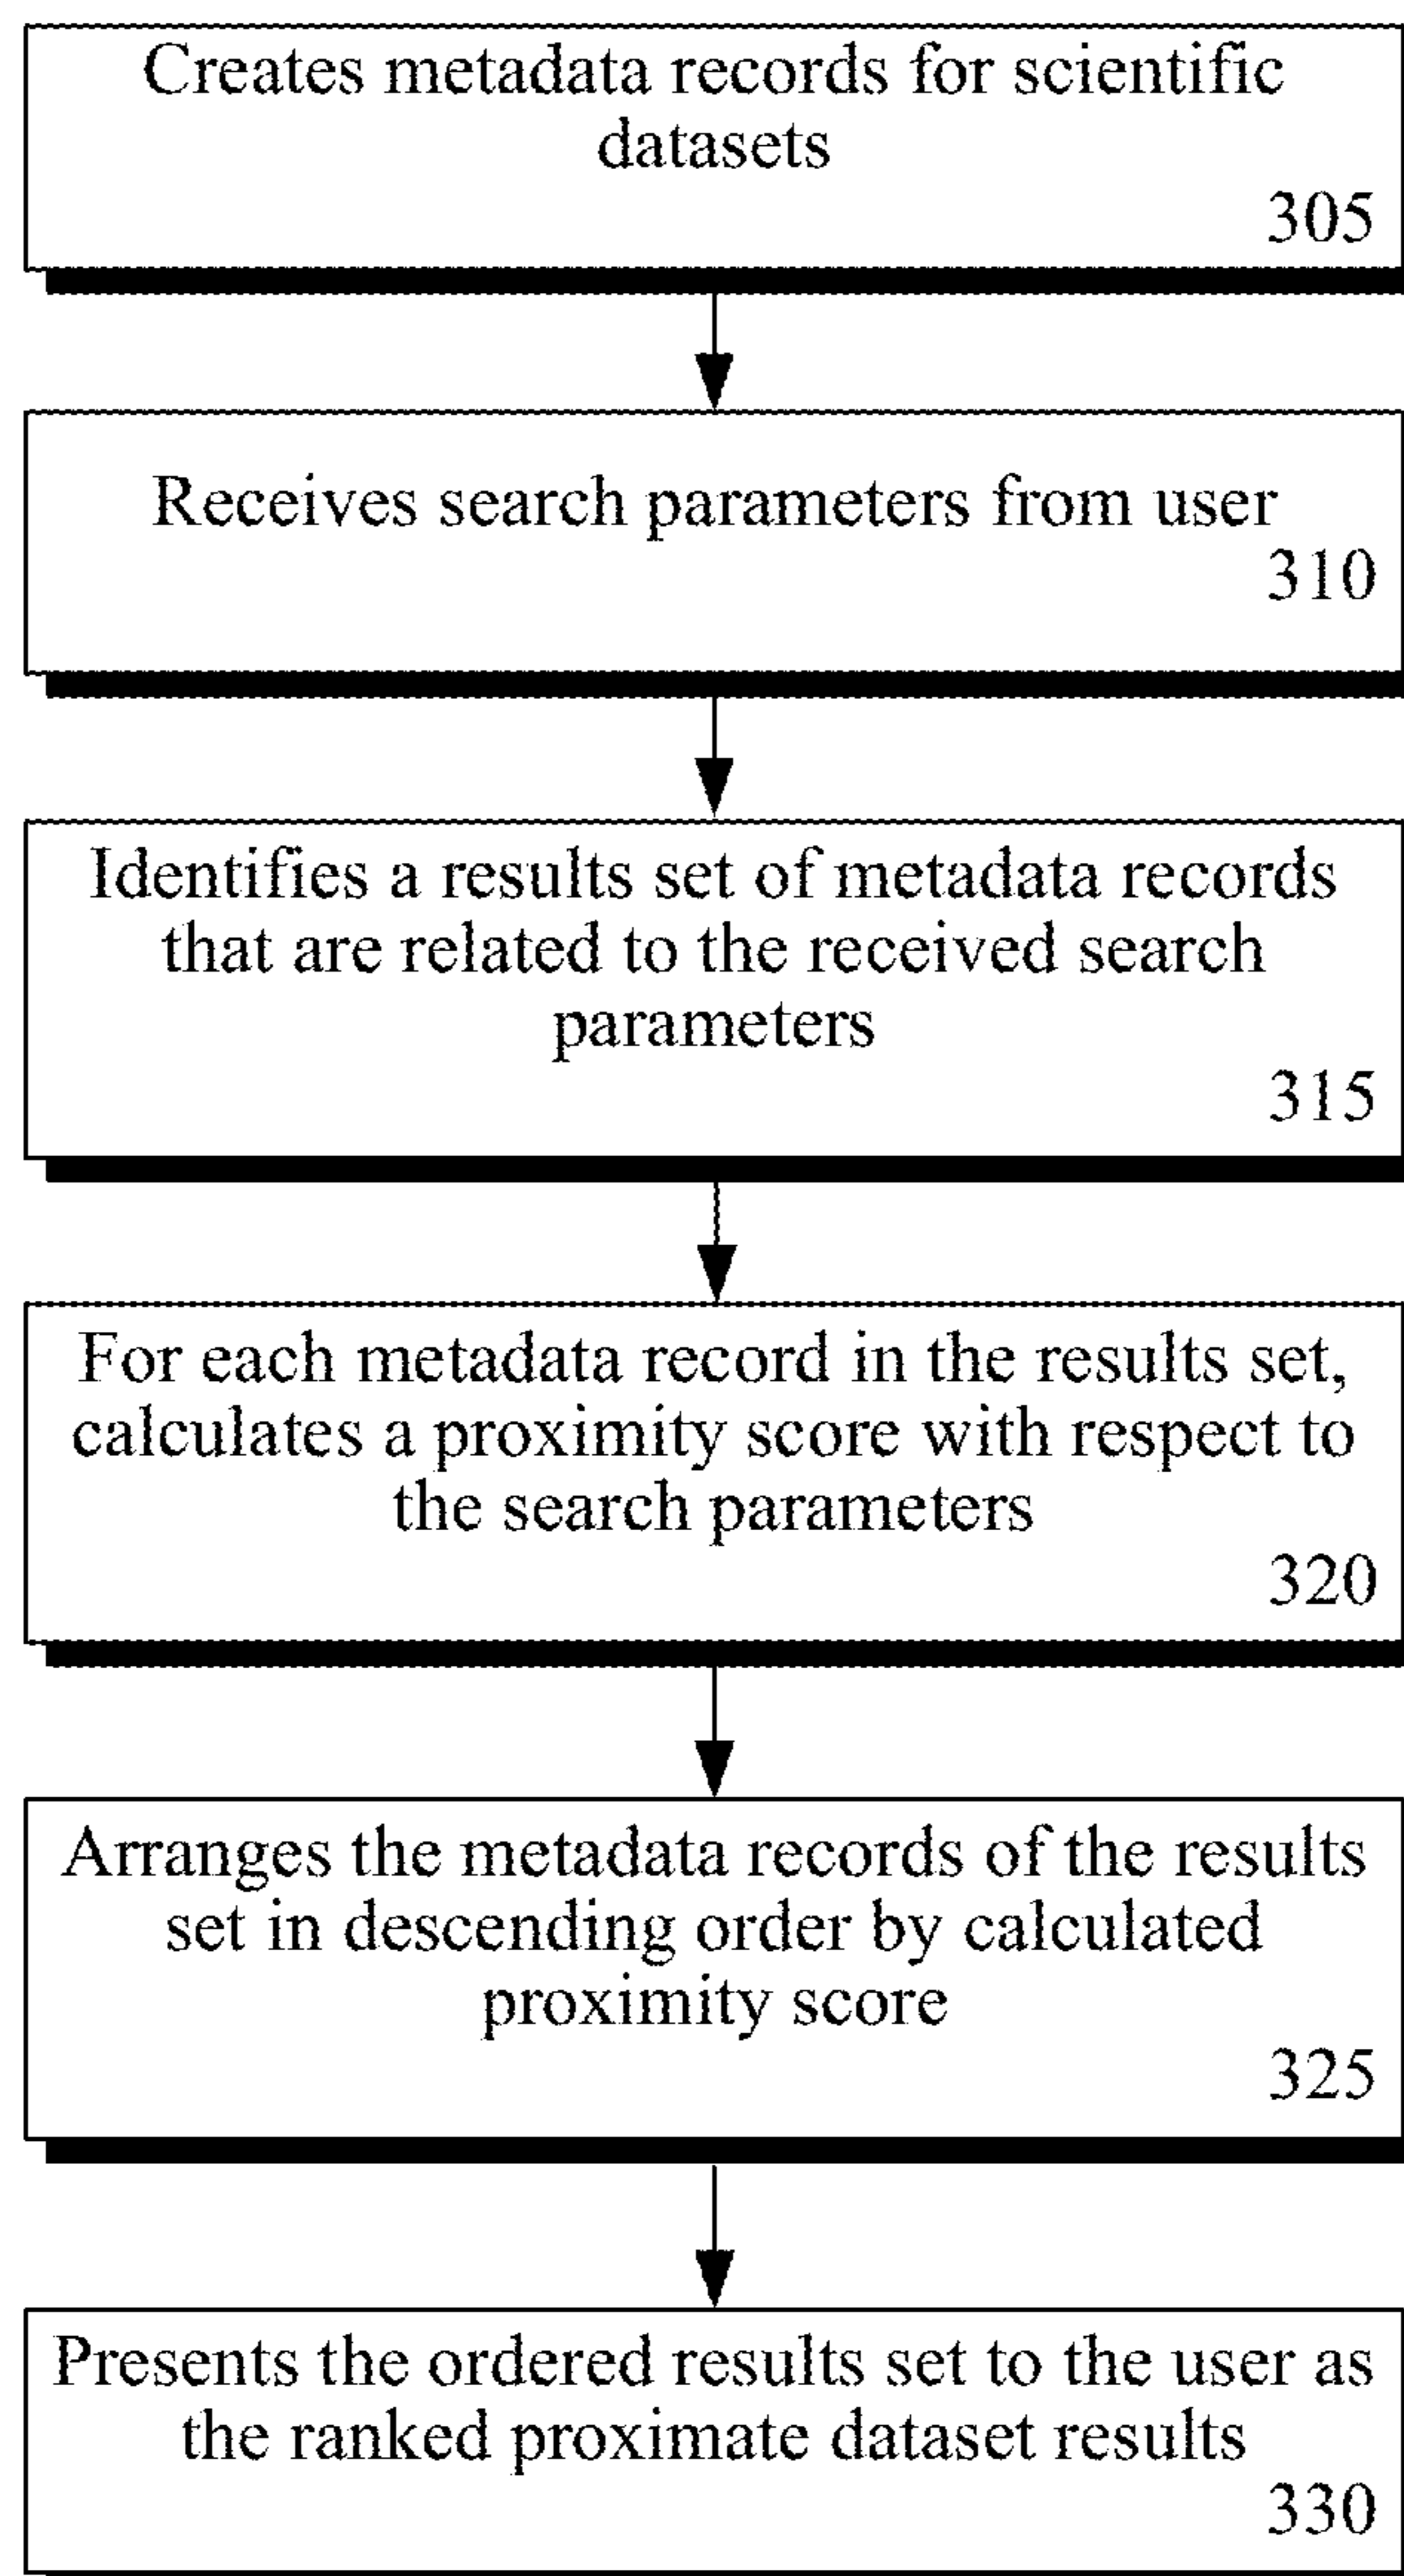 Creates metadata records for scientific
datasets
305
Receives search parameters from user
310
Identifies a results set of metadata records
that are related to the received search
parameters
315
For each metadata record in the results set,
calculates a proximity score with respect to
the search parameters
320
Arranges the metadata records of the results
set in descending order by calculated
proximity score
325
Presents the ordered results set to the user as
the ranked proximate dataset results
330